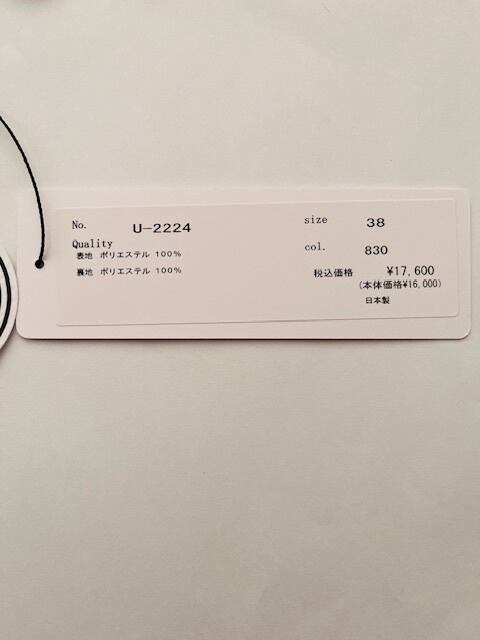 No. U-2224
Quality
表地 ポリエステル 100%
裏地 ポリエステル 100%
size 38
col. 830
税込価格 ¥17,600
(本体価格¥16,000)
日本製